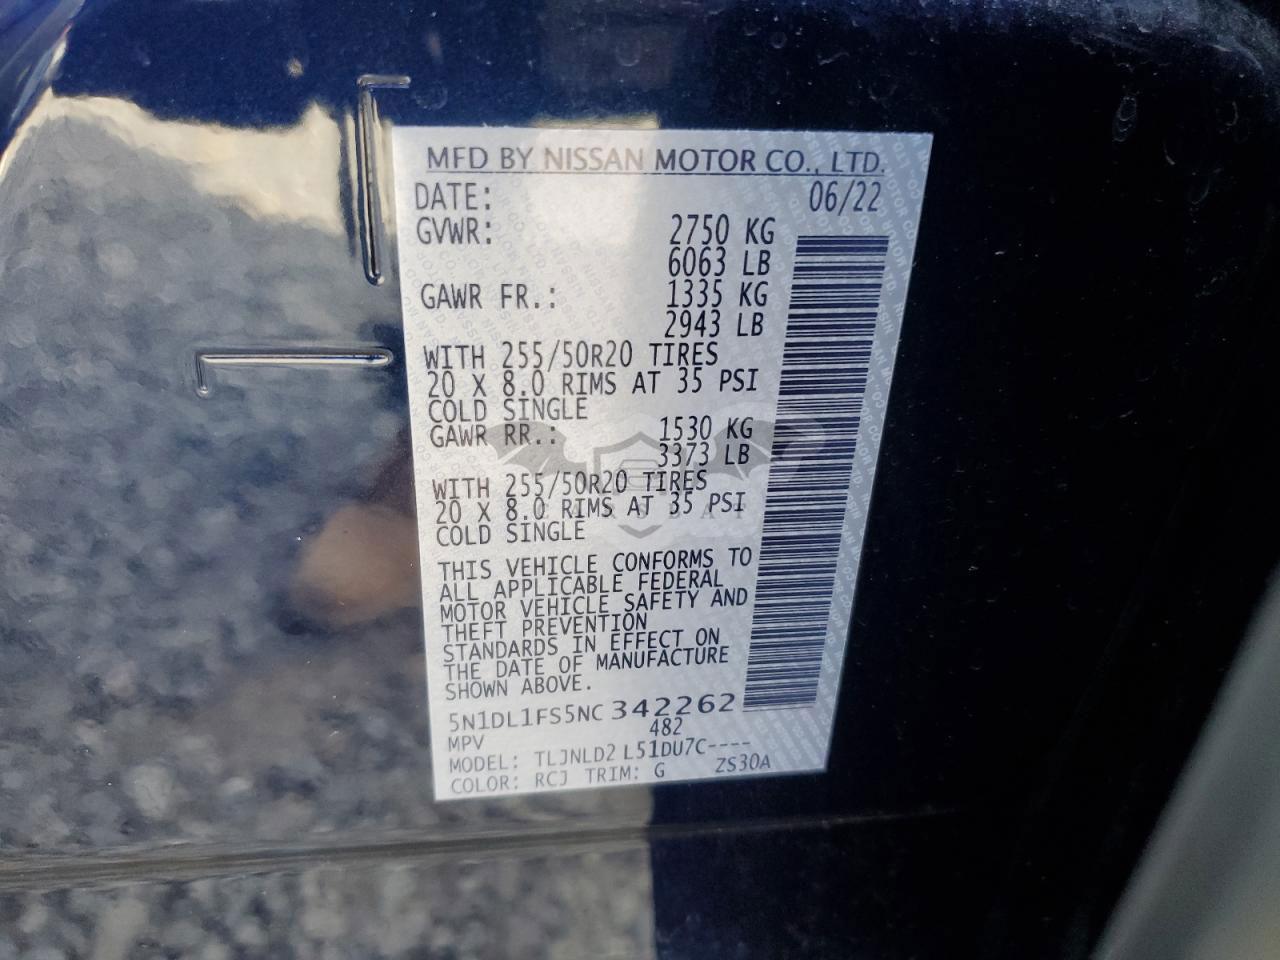 MFD BY NISSAN MOTOR CO., LTD.
DATE: 06/22
GVWR: 2750 KG
6063 LB
GAWR FR.: 1335 KG
2943 LB
WITH 255/50R20 TIRES
20 X 8.0 RIMS AT 35 PSI
COLD SINGLE
GAWR RR.: 1530 KG
3373 LB
WITH 255/50R20 TIRES
20 X 8.0 RIMS AT 35 PSI
COLD SINGLE
THIS VEHICLE CONFORMS TO
ALL APPLICABLE FEDERAL
MOTOR VEHICLE SAFETY AND
THEFT PREVENTION
STANDARDS IN EFFECT ON
THE DATE OF MANUFACTURE
SHOWN ABOVE.
5N1DL1FS5NC 342262
MPV 482
MODEL: TLJNLD2 L51DU7C----
COLOR: RCJ TRIM: G ZS30A